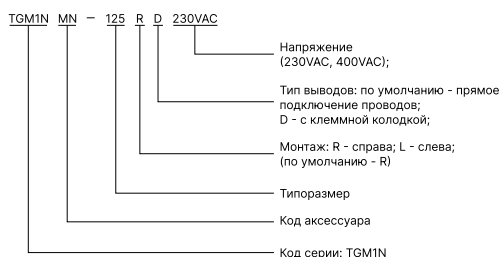 TGM1N MN – 125 R D 230VAC
Напряжение
(230VAC, 400VAC);
Тип выводов: по умолчанию - прямое
подключение проводов;
D - с клеммной колодкой;
Монтаж: R - справа; L - слева;
(по умолчанию - R)
Типоразмер
Код аксессуара
Код серии: TGM1N